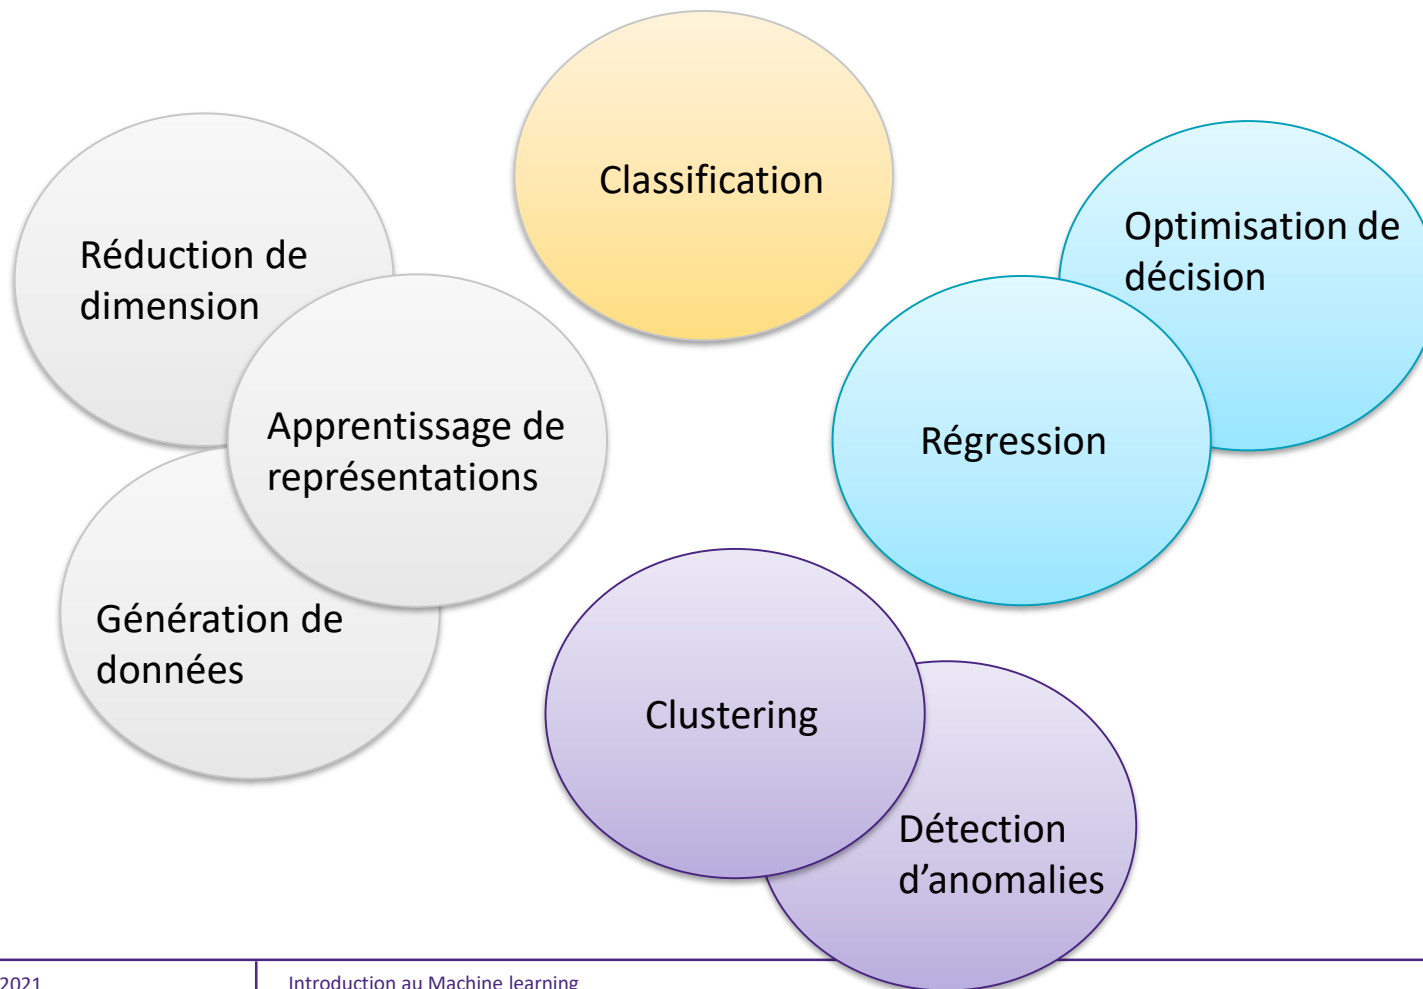 Classification
Réduction de
dimension
Optimisation de
décision
Apprentissage de
représentations
Régression
Génération de
données
Clustering
Détection
d’anomalies
2021
Introduction au Machine learning